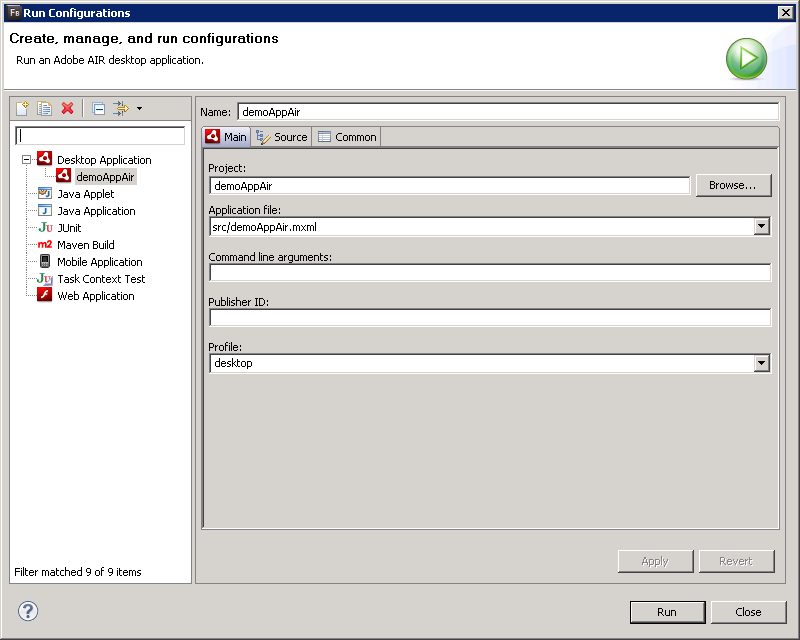 Fb Run Configurations
Create, manage, and run configurations
Run an Adobe AIR desktop application.
Name: demoAppAir
Main Source Common
Desktop Application
demoAppAir
Java Applet
Java Application
JUnit
Maven Build
Mobile Application
Task Context Test
Web Application
Filter matched 9 of 9 items
Project:
demoAppAir Browse...
Application file:
src/demoAppAir.mxml
Command line arguments:
Publisher ID:
Profile:
desktop
Apply Revert
Run Close